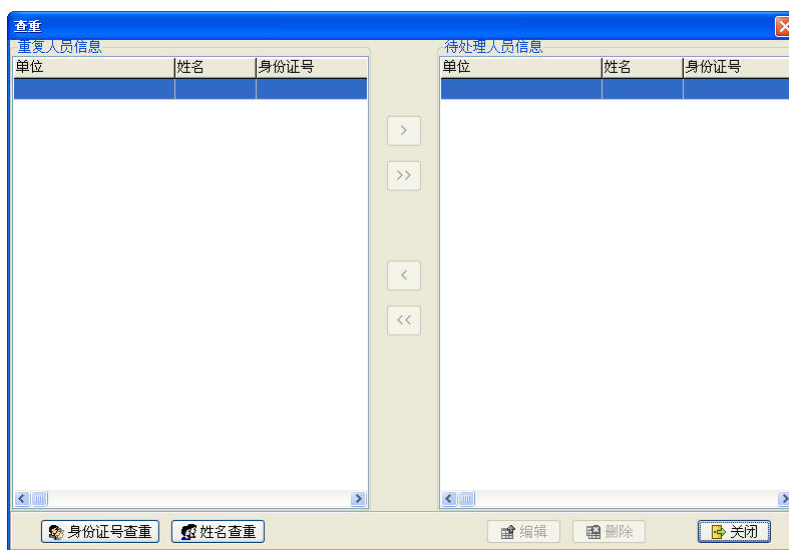 查重
重复人员信息
待处理人员信息
单位 姓名 身份证号
单位 姓名 身份证号
>
>>
<
<<
身份证号查重 姓名查重 编辑 删除 关闭